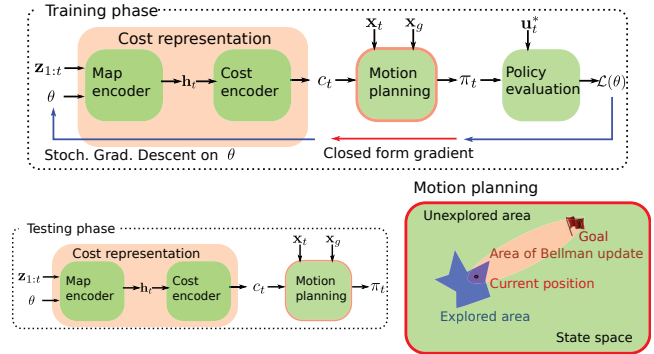 Training phase
Cost representation
𝐱_t
𝐱_g
𝐮_t^*
𝐳_{1:t}
θ
Map encoder
𝐡_t
Cost encoder
c_t
Motion planning
π_t
Policy evaluation
ℒ(θ)
Stoch. Grad. Descent on θ
Closed form gradient
Testing phase
Cost representation
𝐱_t
𝐱_g
𝐳_{1:t}
θ
Map encoder
𝐡_t
Cost encoder
c_t
Motion planning
π_t
Motion planning
Unexplored area
Goal
Area of Bellman update
Current position
Explored area
State space